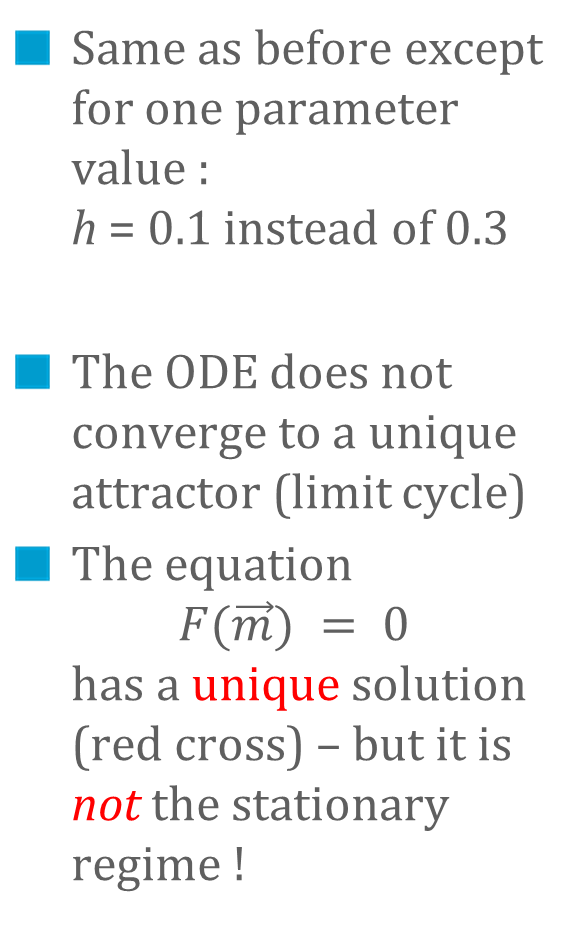 Same as before except
for one parameter
value :
h = 0.1 instead of 0.3
The ODE does not
converge to a unique
attractor (limit cycle)
The equation
F(m⃗) = 0
has a unique solution
(red cross) – but it is
not the stationary
regime !